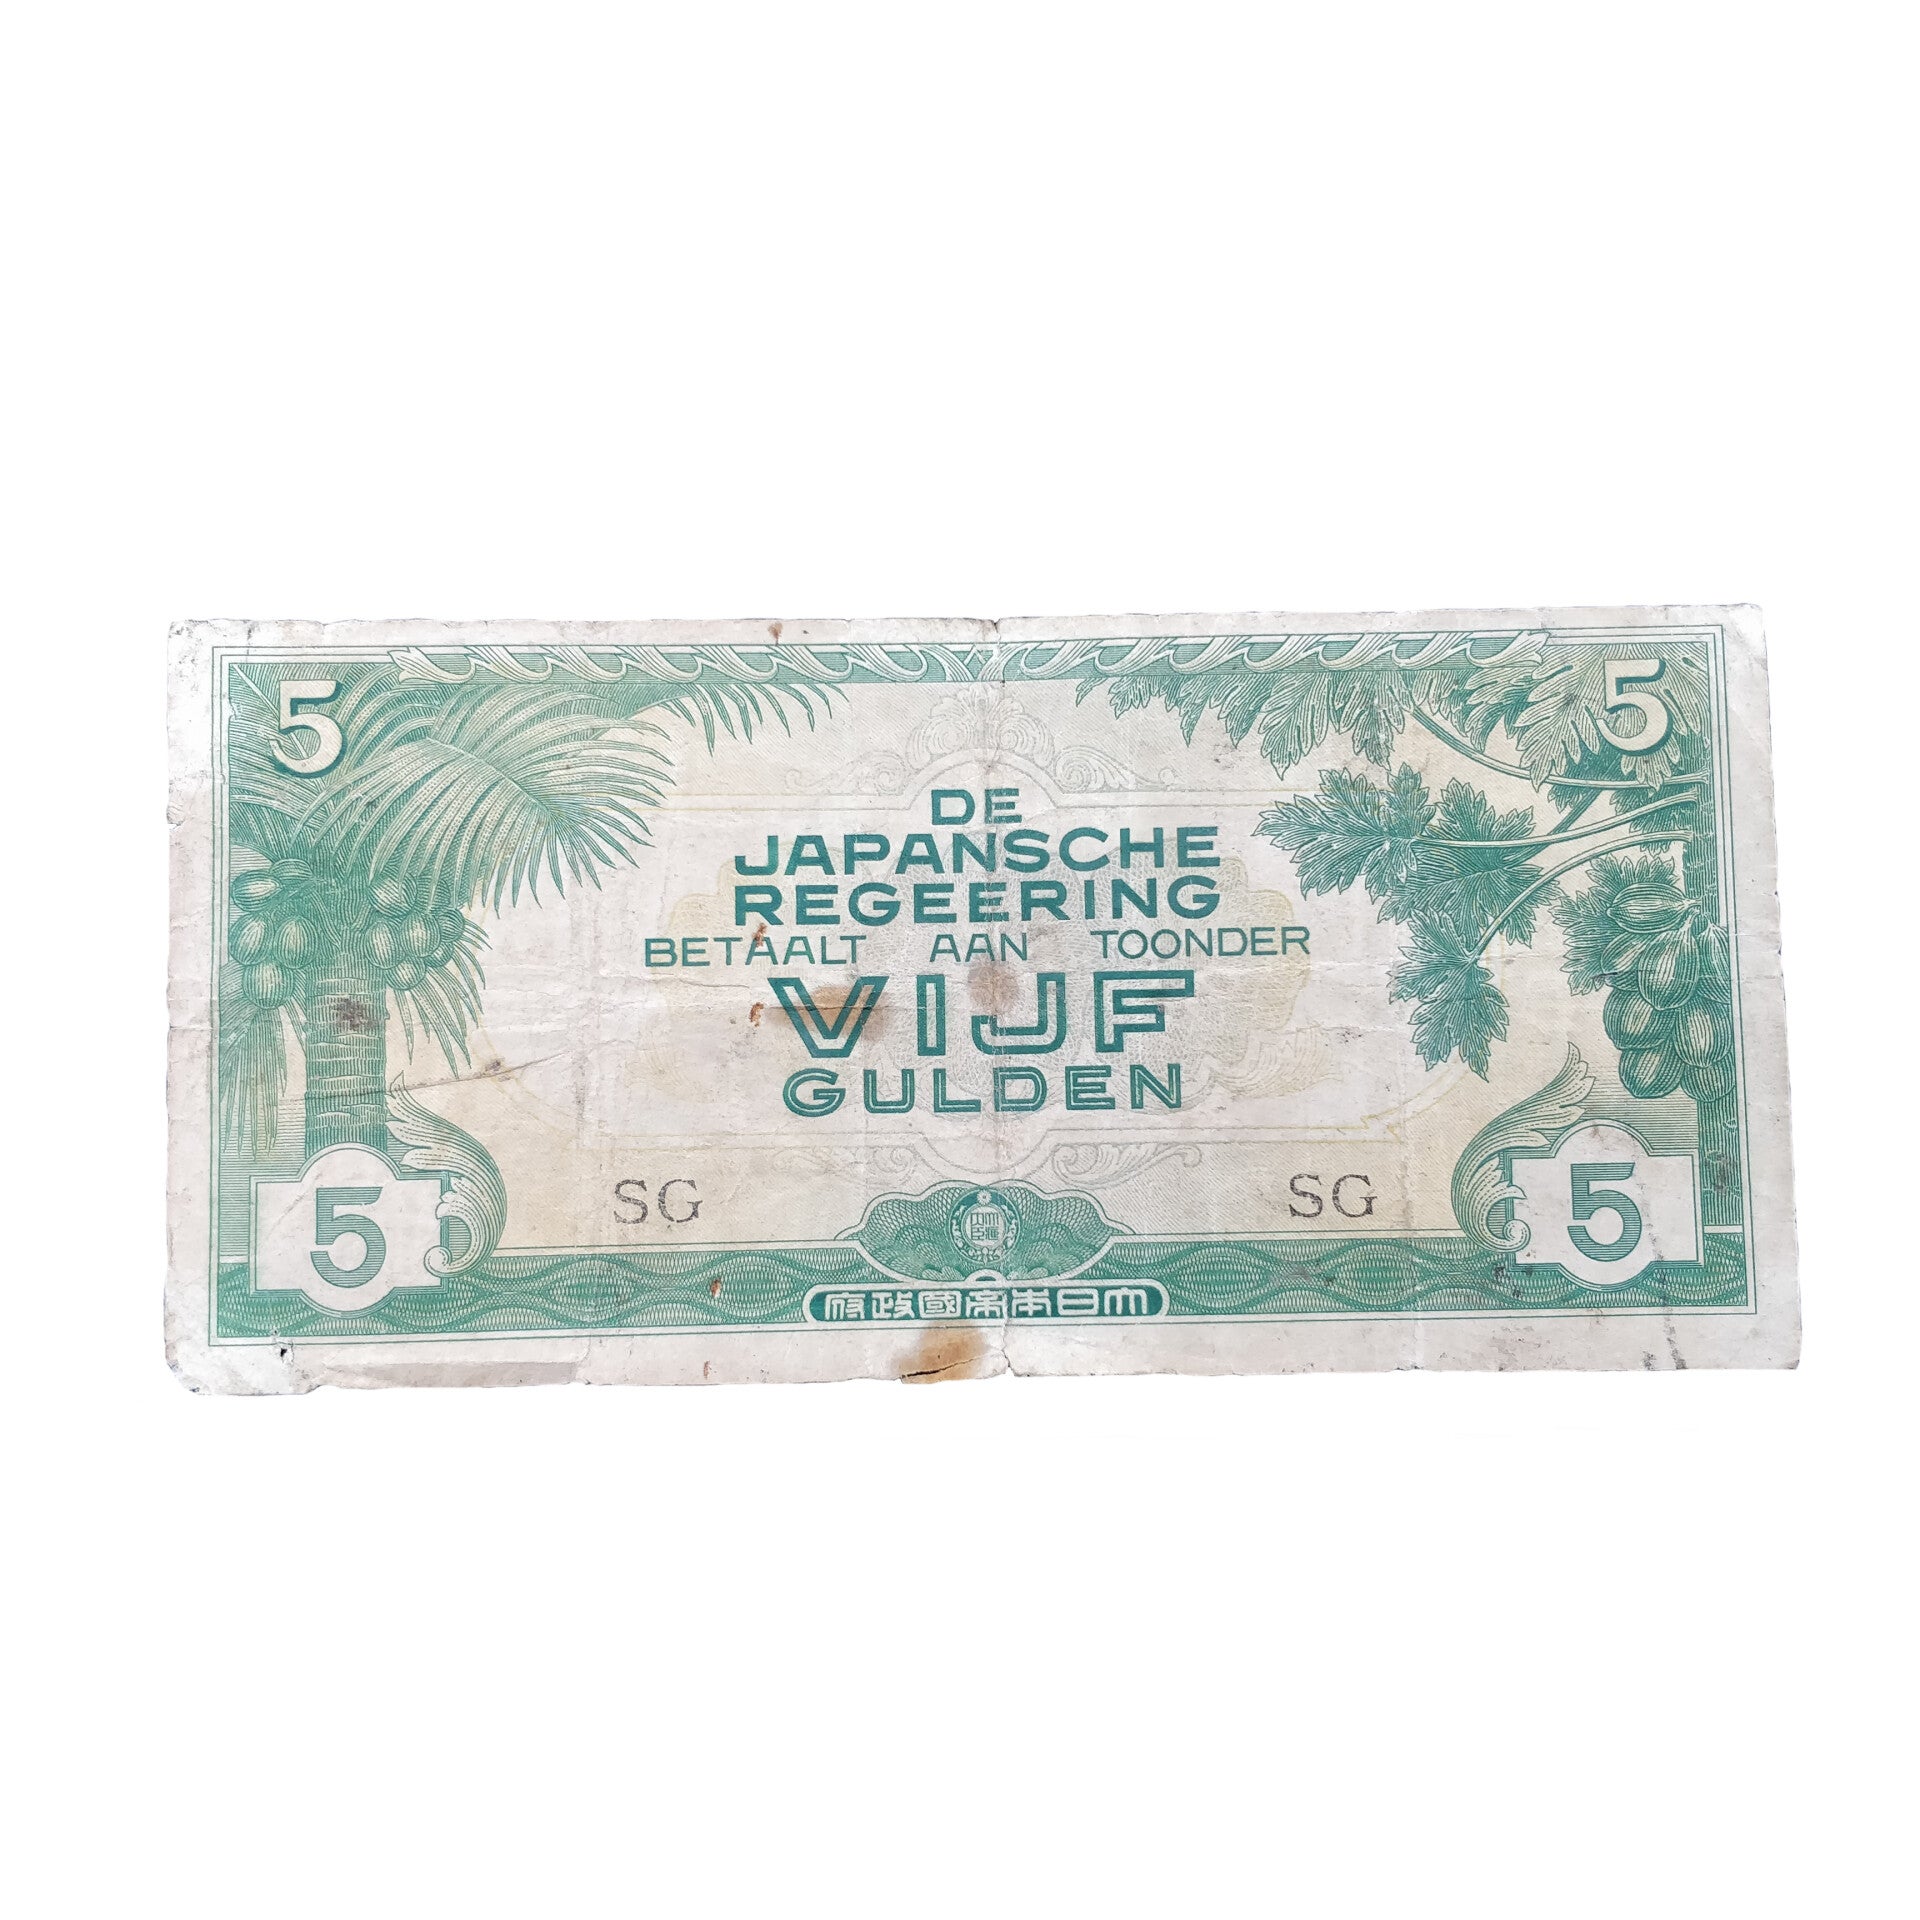 5 5
DE
JAPANSCHE
REGEERING
BETAALT AAN TOONDER
VIJF
GULDEN
SG SG
5 5
府政國帝本日大